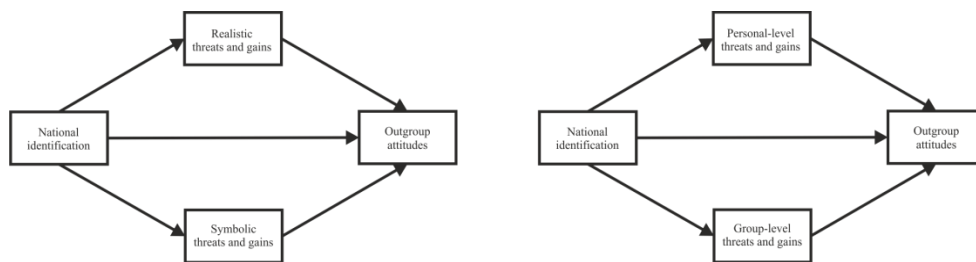 Realistic
threats and gains
National
identification
Outgroup
attitudes
Symbolic
threats and gains
Personal-level
threats and gains
National
identification
Outgroup
attitudes
Group-level
threats and gains